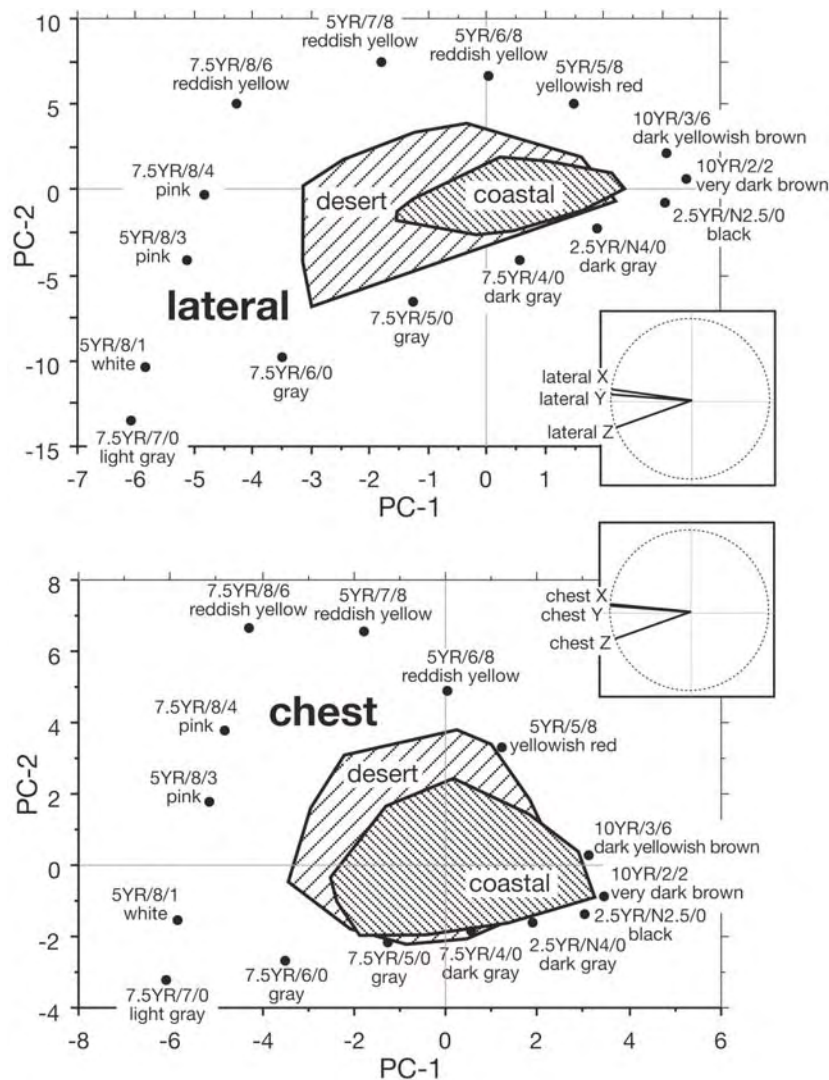 10
5
0
-5
-10
-15
PC-2
5YR/7/8
reddish yellow
5YR/6/8
reddish yellow
7.5YR/8/6
reddish yellow
5YR/5/8
yellowish red
10YR/3/6
dark yellowish brown
7.5YR/8/4
pink
10YR/2/2
very dark brown
desert
coastal
2.5YR/N2.5/0
black
5YR/8/3
pink
2.5YR/N4/0
dark gray
7.5YR/4/0
dark gray
lateral
7.5YR/5/0
gray
5YR/8/1
white
7.5YR/6/0
gray
7.5YR/7/0
light gray
lateral X
lateral Y
lateral Z
-7
-6
-5
-4
-3
-2
-1
0
1
PC-1
chest X
chest Y
chest Z
8
6
4
2
0
-2
-4
PC-2
7.5YR/8/6
reddish yellow
5YR/7/8
reddish yellow
5YR/6/8
reddish yellow
7.5YR/8/4
pink
chest
5YR/5/8
yellowish red
5YR/8/3
pink
desert
10YR/3/6
dark yellowish brown
coastal
10YR/2/2
very dark brown
5YR/8/1
white
2.5YR/N2.5/0
black
7.5YR/6/0
gray
7.5YR/5/0
gray
7.5YR/4/0
dark gray
2.5YR/N4/0
dark gray
7.5YR/7/0
light gray
-8
-6
-4
-2
0
2
4
6
PC-1